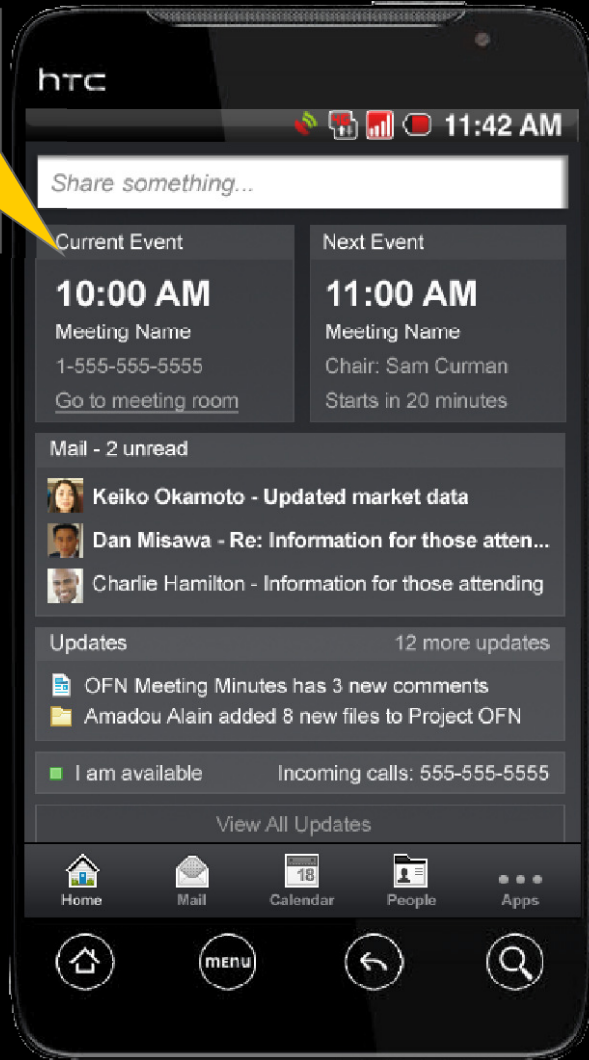 htc
11:42 AM
Share something...
Current Event
10:00 AM
Meeting Name
1-555-555-5555
Go to meeting room
Next Event
11:00 AM
Meeting Name
Chair: Sam Curman
Starts in 20 minutes
Mail - 2 unread
Keiko Okamoto - Updated market data
Dan Misawa - Re: Information for those atten...
Charlie Hamilton - Information for those attending
Updates 12 more updates
OFN Meeting Minutes has 3 new comments
Amadou Alain added 8 new files to Project OFN
I am available Incoming calls: 555-555-5555
View All Updates
18
Home Mail Calendar People Apps
MENU